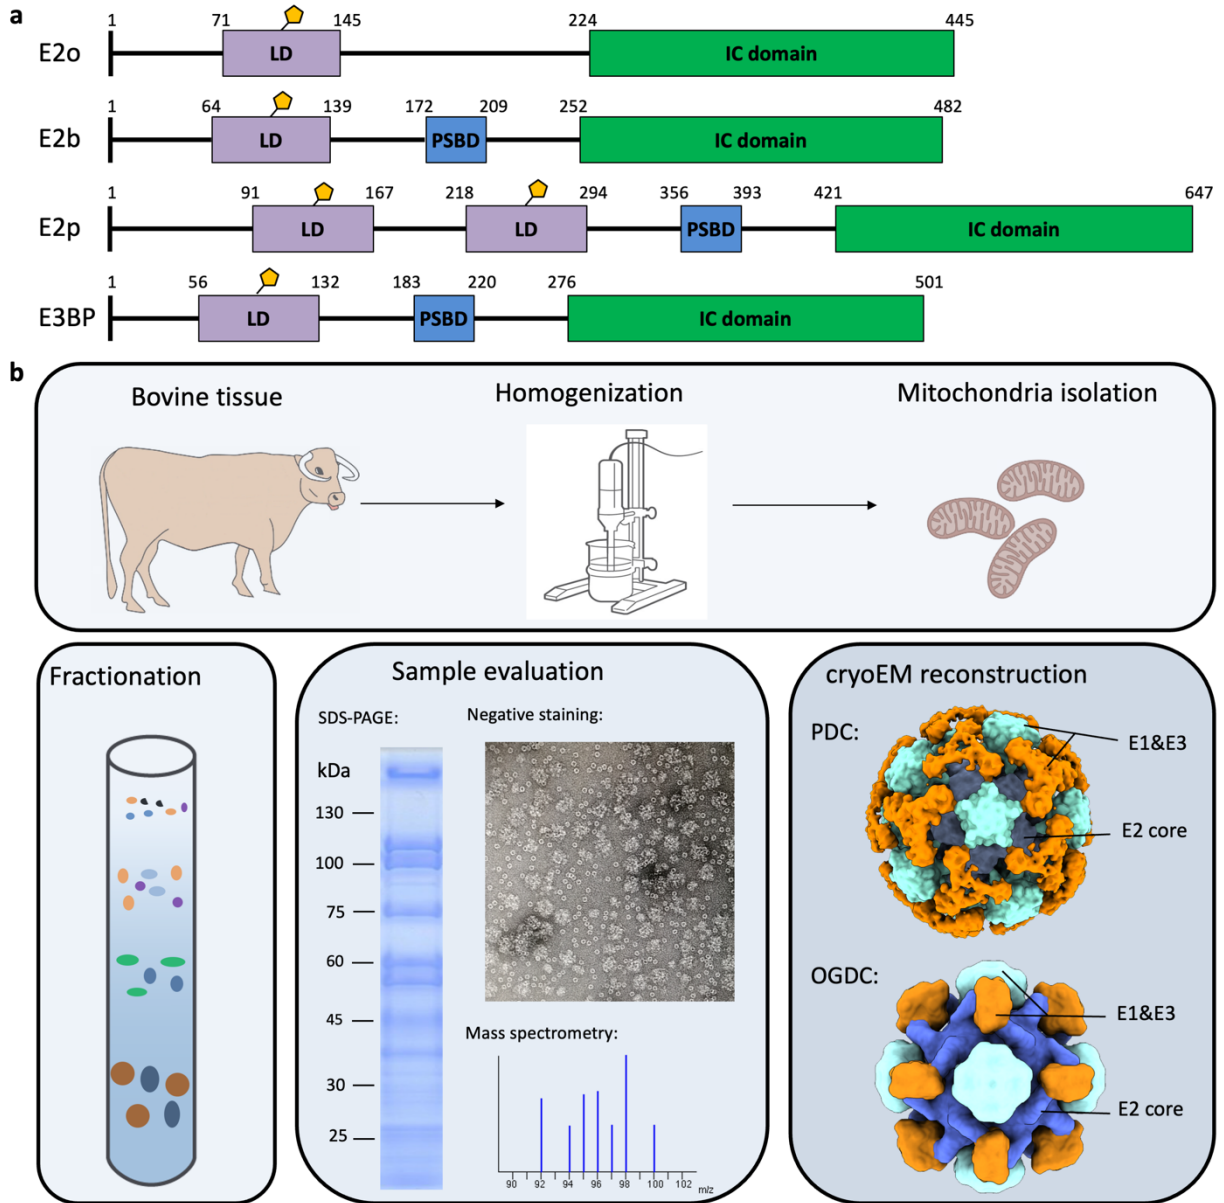 a
E2o
1 71 145 224 445
LD IC domain
E2b
1 64 139 172 209 252 482
LD PSBD IC domain
E2p
1 91 167 218 294 356 393 421 647
LD LD PSBD IC domain
E3BP
1 56 132 183 220 276 501
LD PSBD IC domain
b
Bovine tissue
Homogenization
Mitochondria isolation
Fractionation
Sample evaluation
SDS-PAGE:
kDa
130
100
75
60
45
30
25
Negative staining:
Mass spectrometry:
90 92 94 96 98 100 102
m/z
cryoEM reconstruction
PDC:
E1&E3
E2 core
OGDC:
E1&E3
E2 core